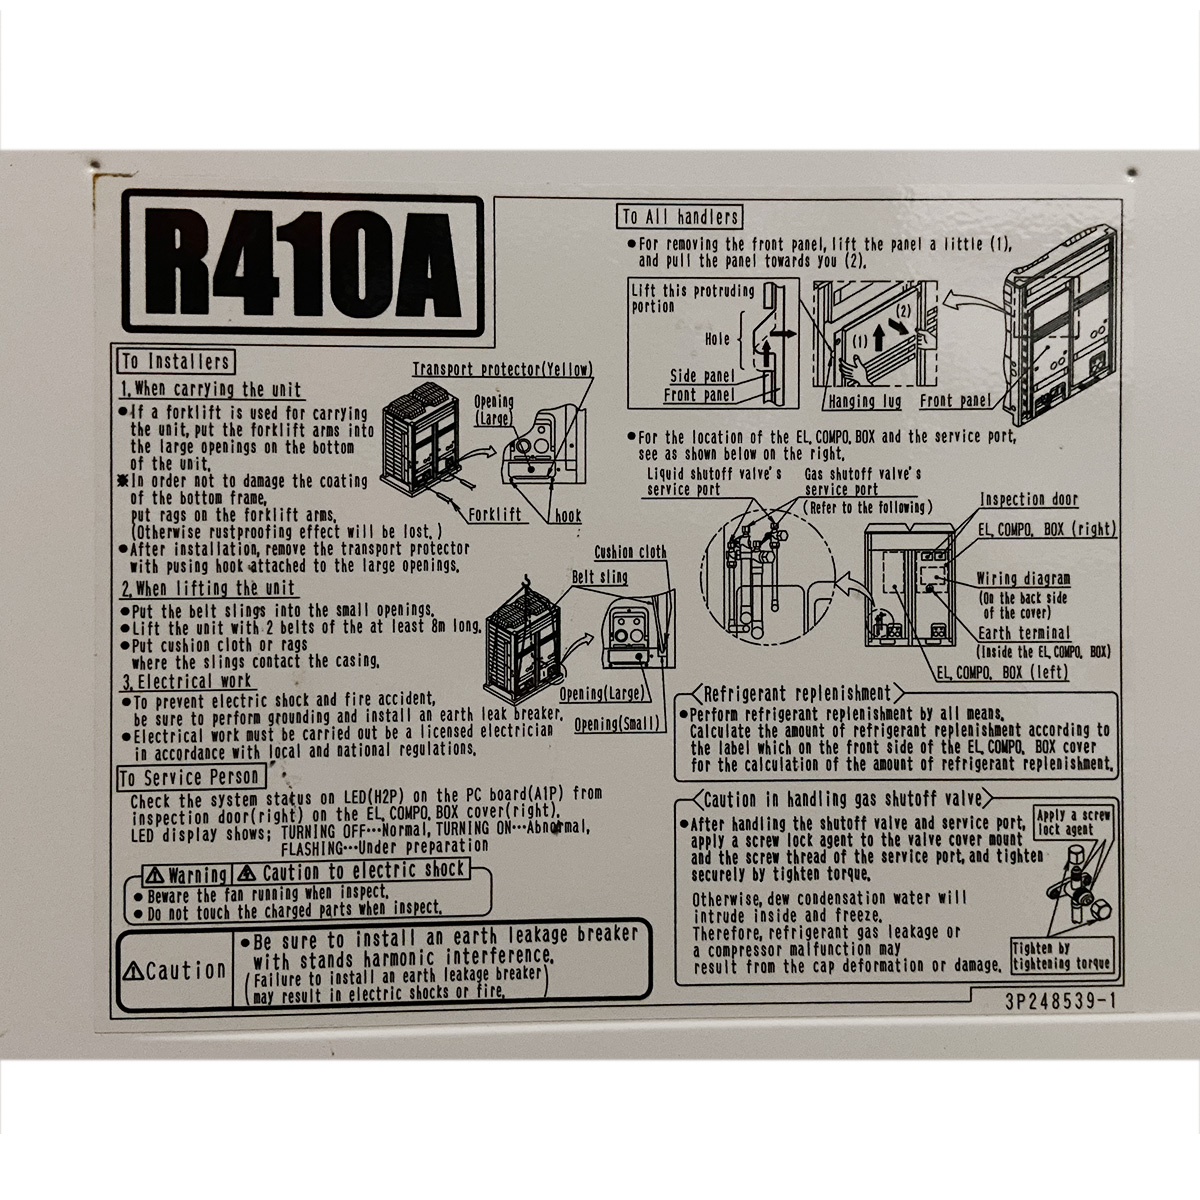 R410A
To Installers
1. When carrying the unit
●If a forklift is used for carrying
the unit, put the forklift arms into
the large openings on the bottom
of the unit.
※In order not to damage the coating
of the bottom frame,
put rags on the forklift arms.
(Otherwise rustproofing effect will be lost.)
●After installation, remove the transport protector
with pusing hook attached to the large openings.
Transport protector(Yellow)
Opening
(Large)
Forklift
hook
2. When lifting the unit
●Put the belt slings into the small openings.
●Lift the unit with 2 belts of the at least 8m long.
●Put cushion cloth or rags
where the slings contact the casing.
Cushion cloth
Belt sling
Opening(Large)
Opening(Small)
3. Electrical work
●To prevent electric shock and fire accident,
be sure to perform grounding and install an earth leak breaker.
●Electrical work must be carried out be a licensed electrician
in accordance with local and national regulations.
To Service Person
Check the system status on LED(H2P) on the PC board(A1P) from
inspection door(right) on the EL. COMPO. BOX cover(right).
LED display shows; TURNING OFF···Normal, TURNING ON···Abnormal,
FLASHING···Under preparation
⚠ Warning ⚠ Caution to electric shock
● Beware the fan running when inspect.
● Do not touch the charged parts when inspect.
⚠Caution
●Be sure to install an earth leakage breaker
with stands harmonic interference.
(Failure to install an earth leakage breaker
may result in electric shocks or fire.)
To All handlers
●For removing the front panel, lift the panel a little (1),
and pull the panel towards you (2).
Lift this protruding
portion
Hole
Side panel
Front panel
(1)
(2)
Hanging lug
Front panel
●For the location of the EL. COMPO. BOX and the service port,
see as shown below on the right.
Liquid shutoff valve's
service port
Gas shutoff valve's
service port
(Refer to the following)
Inspection door
EL. COMPO. BOX (right)
Wiring diagram
(On the back side
of the cover)
Earth terminal
(Inside the EL. COMPO. BOX)
EL. COMPO. BOX (left)
Refrigerant replenishment
●Perform refrigerant replenishment by all means.
Calculate the amount of refrigerant replenishment according to
the label which on the front side of the EL. COMPO. BOX cover
for the calculation of the amount of refrigerant replenishment.
Caution in handling gas shutoff valve
●After handling the shutoff valve and service port,
apply a screw lock agent to the valve cover mount
and the screw thread of the service port, and tighten
securely by tighten torque.
Otherwise, dew condensation water will
intrude inside and freeze.
Therefore, refrigerant gas leakage or
a compressor malfunction may
result from the cap deformation or damage.
Apply a screw
lock agent
Tighten by
tightening torque
3P248539-1